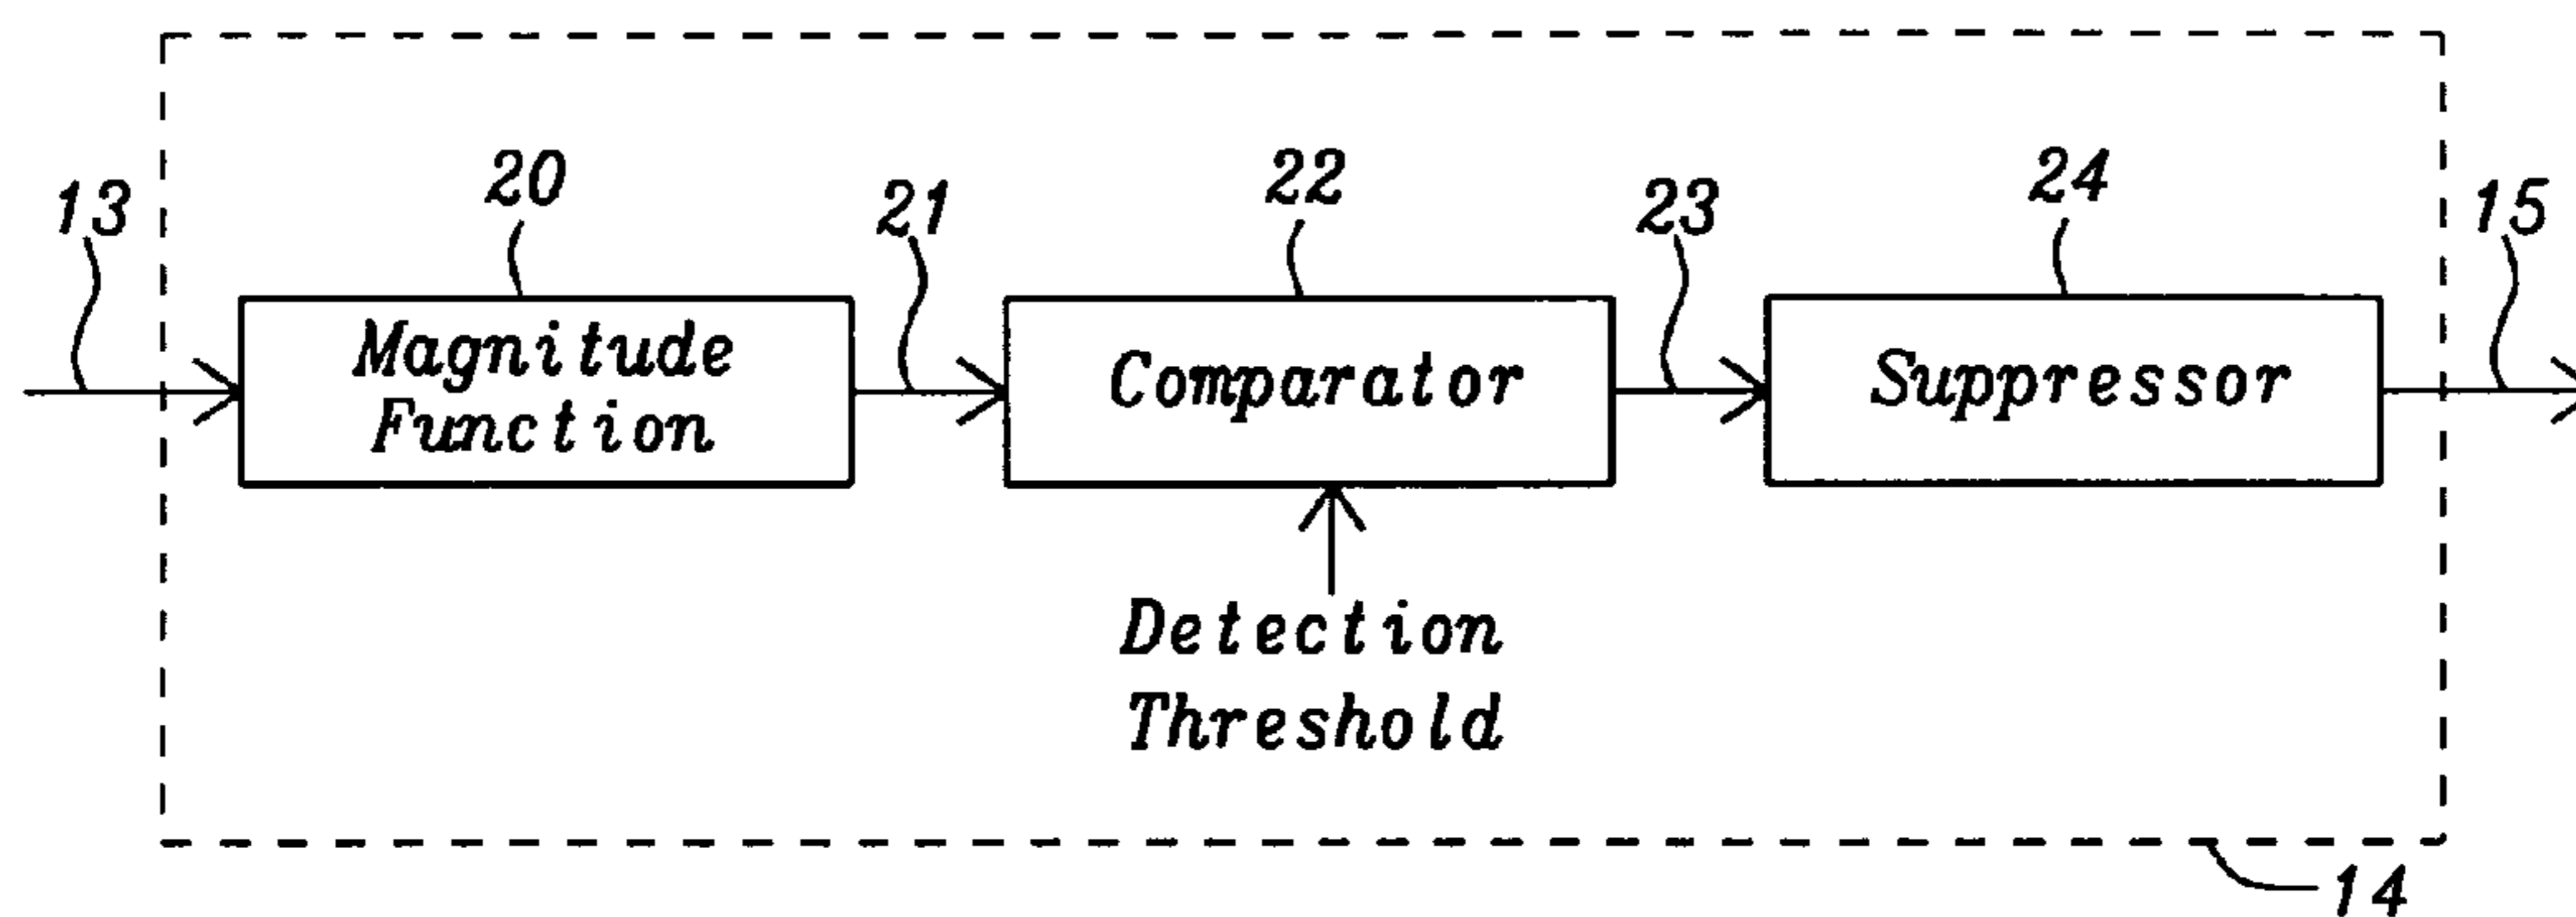 13
20
21
22
23
24
15
Magnitude
Function
Comparator
Suppressor
Detection
Threshold
14